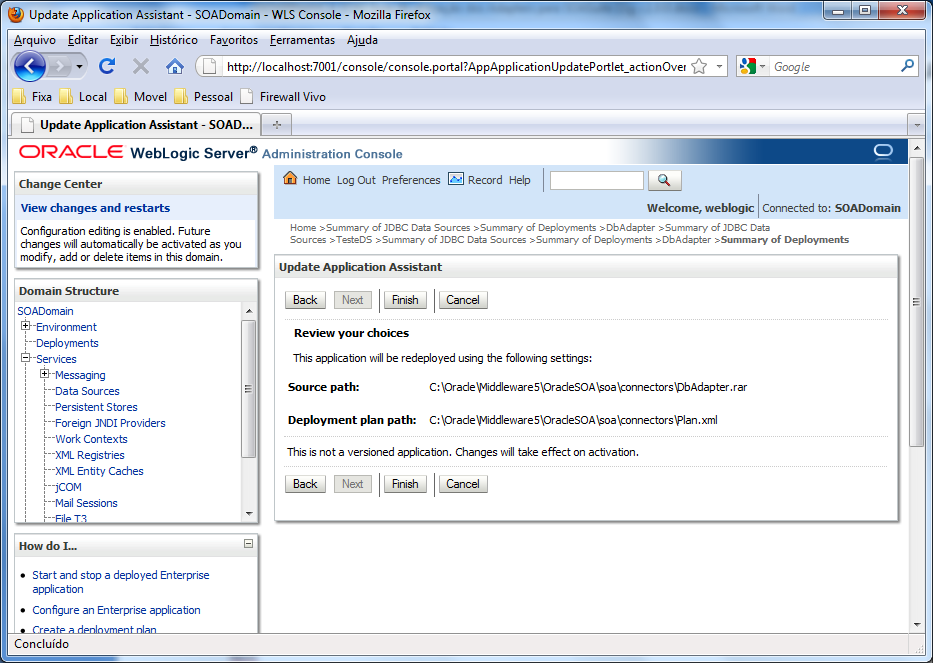 Update Application Assistant - SOADomain - WLS Console - Mozilla Firefox
Arquivo Editar Exibir Histórico Favoritos Ferramentas Ajuda
http://localhost:7001/console/console.portal?AppApplicationUpdatePortlet_actionOver
Google
Fixa Local Movel Pessoal Firewall Vivo
Update Application Assistant - SOAD...
ORACLE WebLogic Server® Administration Console
Change Center
View changes and restarts
Configuration editing is enabled. Future
changes will automatically be activated as you
modify, add or delete items in this domain.
Domain Structure
SOADomain
Environment
Deployments
Services
Messaging
Data Sources
Persistent Stores
Foreign JNDI Providers
Work Contexts
XML Registries
XML Entity Caches
jCOM
Mail Sessions
File T3
How do I...
Start and stop a deployed Enterprise
application
Configure an Enterprise application
Create a deployment plan
Home Log Out Preferences Record Help
Welcome, weblogic Connected to: SOADomain
Home >Summary of JDBC Data Sources >Summary of Deployments >DbAdapter >Summary of JDBC Data
Sources >TesteDS >Summary of JDBC Data Sources >Summary of Deployments >DbAdapter >Summary of Deployments
Update Application Assistant
Back Next Finish Cancel
Review your choices
This application will be redeployed using the following settings:
Source path: C:\Oracle\Middleware5\OracleSOA\soa\connectors\DbAdapter.rar
Deployment plan path: C:\Oracle\Middleware5\OracleSOA\soa\connectors\Plan.xml
This is not a versioned application. Changes will take effect on activation.
Back Next Finish Cancel
Concluído